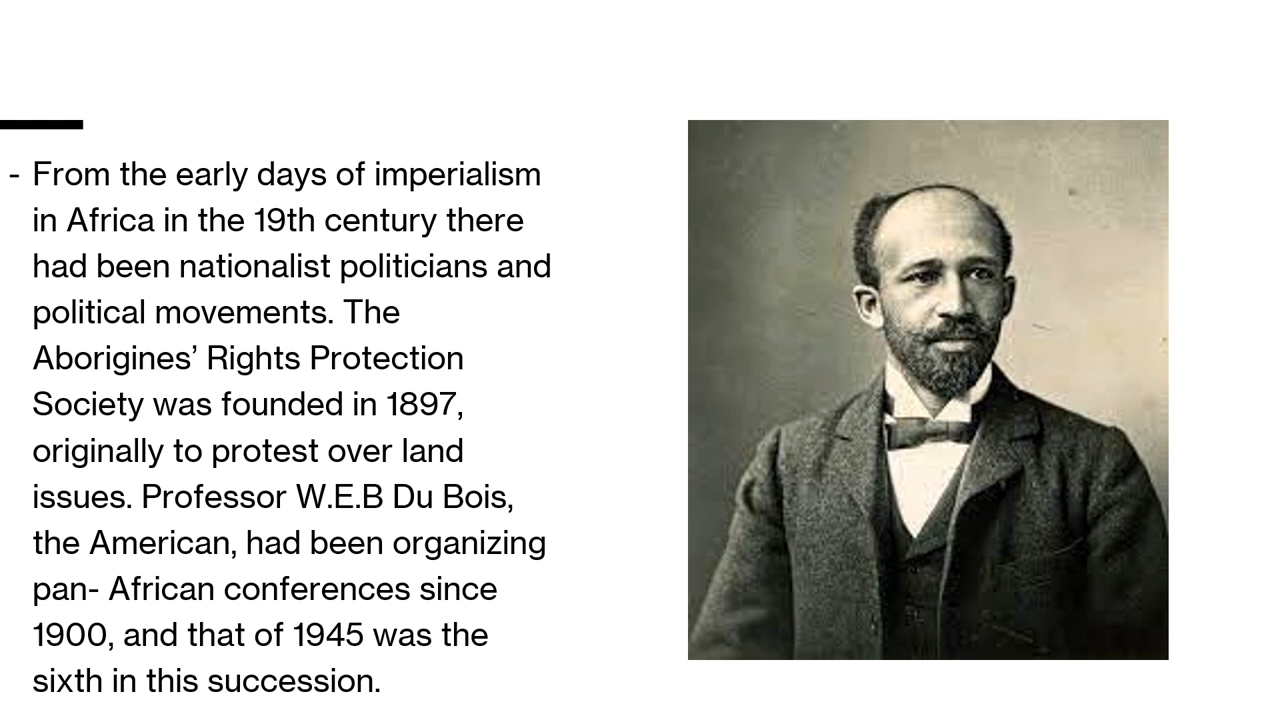 - From the early days of imperialism
in Africa in the 19th century there
had been nationalist politicians and
political movements. The
Aborigines’ Rights Protection
Society was founded in 1897,
originally to protest over land
issues. Professor W.E.B Du Bois,
the American, had been organizing
pan- African conferences since
1900, and that of 1945 was the
sixth in this succession.